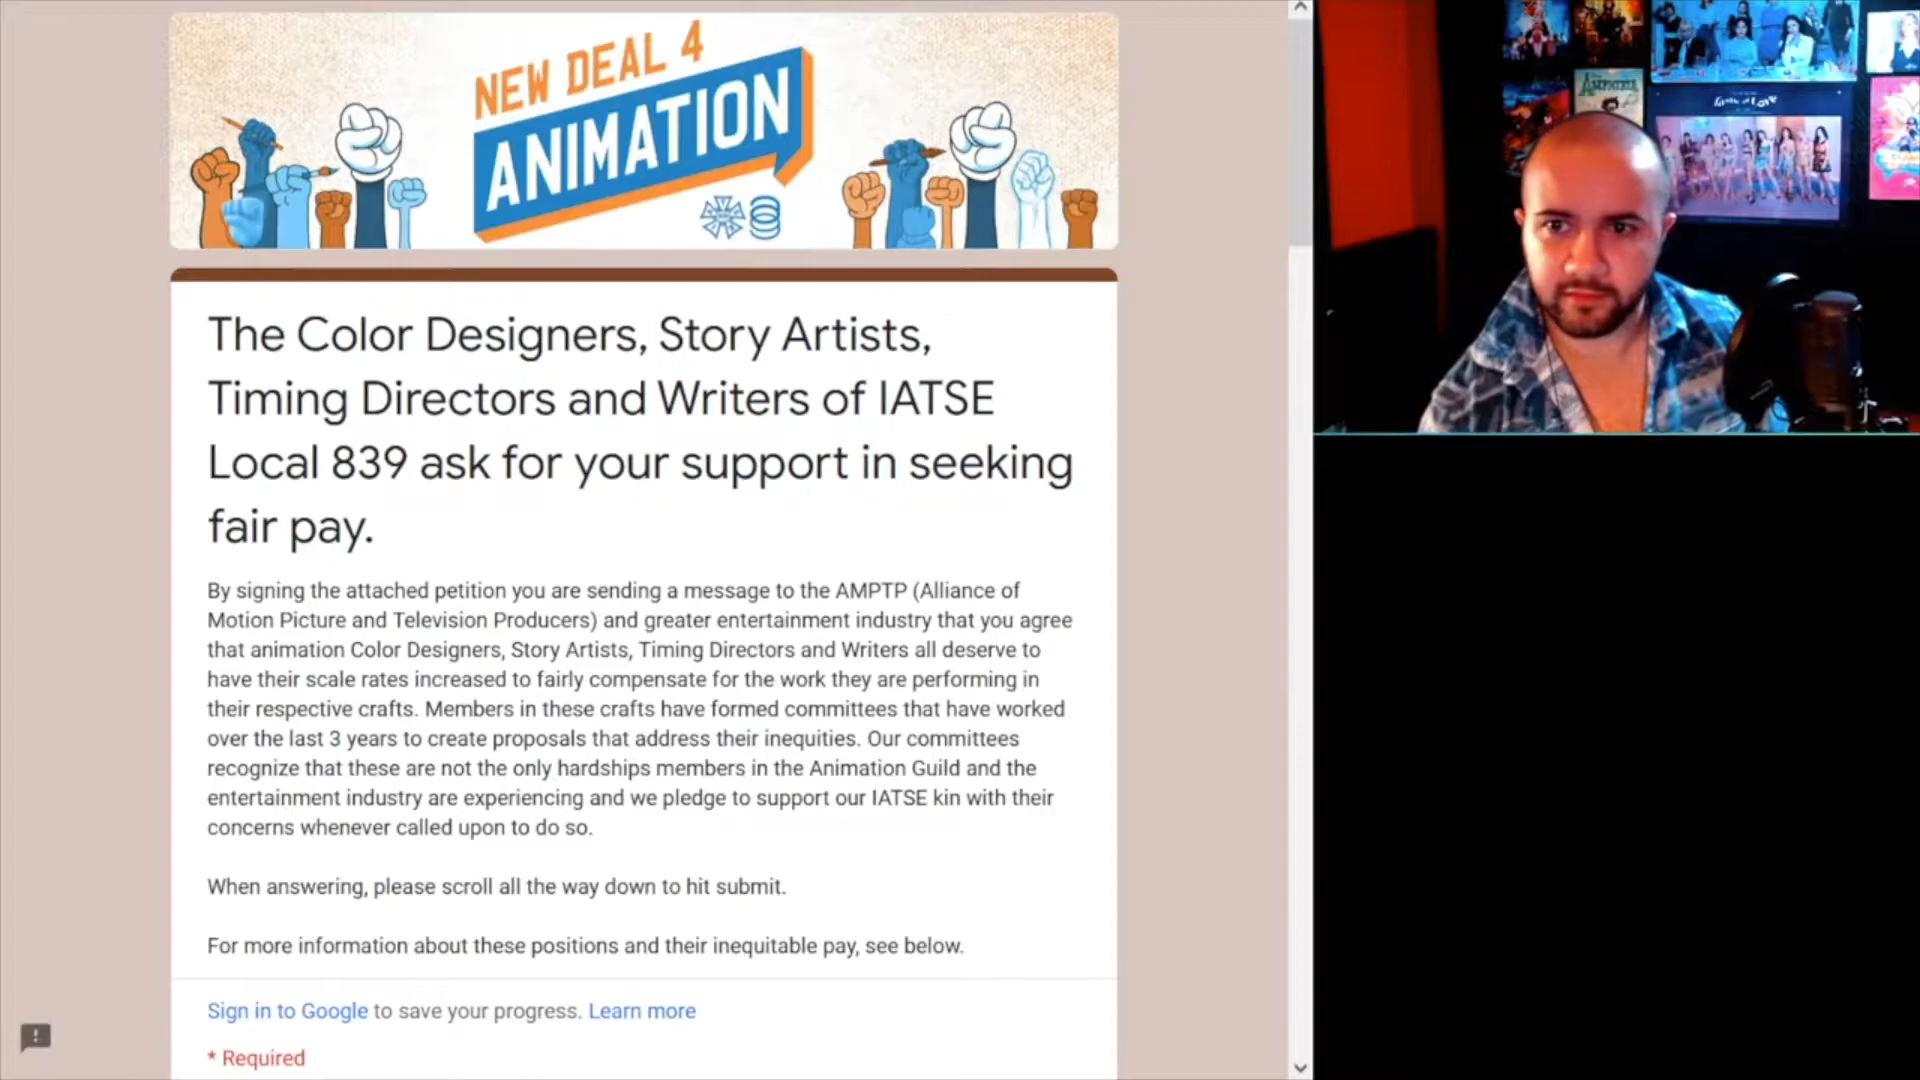 NEW DEAL 4
ANIMATION
The Color Designers, Story Artists,
Timing Directors and Writers of IATSE
Local 839 ask for your support in seeking
fair pay.
By signing the attached petition you are sending a message to the AMPTP (Alliance of
Motion Picture and Television Producers) and greater entertainment industry that you agree
that animation Color Designers, Story Artists, Timing Directors and Writers all deserve to
have their scale rates increased to fairly compensate for the work they are performing in
their respective crafts. Members in these crafts have formed committees that have worked
over the last 3 years to create proposals that address their inequities. Our committees
recognize that these are not the only hardships members in the Animation Guild and the
entertainment industry are experiencing and we pledge to support our IATSE kin with their
concerns whenever called upon to do so.
When answering, please scroll all the way down to hit submit.
For more information about these positions and their inequitable pay, see below.
Sign in to Google to save your progress. Learn more
* Required
AMPHIBIA
Taste of Love